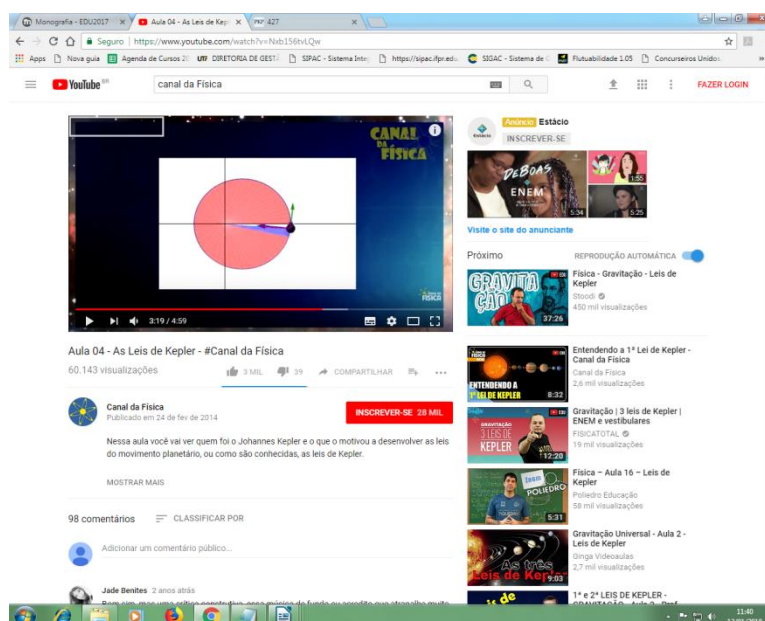 Monografia - EDU2017
Aula 04 - As Leis de Kep
427
Seguro | https://www.youtube.com/watch?v=Nxb156tvLQw
Apps
Nova guia
Agenda de Cursos 2
UTF DIRETORIA DE GESTÃ
SIPAC - Sistema Inte
https://sipac.ifpr.edu
SIGAC - Sistema de
Flutuabilidade 1.05
Concurseiros Unidos
YouTube BR
canal da Física
FAZER LOGIN
CANAL
DA
FÍSICA
FÍSICA
3:19 / 4:59
Aula 04 - As Leis de Kepler - #Canal da Física
60.143 visualizações
3 MIL
39
COMPARTILHAR
Canal da Física
Publicado em 24 de fev de 2014
INSCREVER-SE 28 MIL
Nessa aula você vai ver quem foi o Johannes Kepler e o que o motivou a desenvolver as leis
do movimento planetário, ou como são conhecidas, as leis de Kepler.
MOSTRAR MAIS
98 comentários
CLASSIFICAR POR
Adicionar um comentário público...
Jade Benites 2 anos atrás
Anúncio Estácio
INSCREVER-SE
DEBOAS
ENEM
5:34
1:55
5:25
Visite o site do anunciante
Próximo
REPRODUÇÃO AUTOMÁTICA
GRAVITA
ÇÃO
37:26
Física - Gravitação - Leis de
Kepler
Stoodi
450 mil visualizações
ENTENDENDO A
1ª LEI DE KEPLER
8:32
Entendendo a 1ª Lei de Kepler -
Canal da Física
Canal da Física
2,6 mil visualizações
GRAVITAÇÃO
3 LEIS DE
KEPLER
12:20
Gravitação | 3 leis de Kepler |
ENEM e vestibulares
FISICATOTAL
19 mil visualizações
POLIEDRO
5:31
Física – Aula 16 – Leis de
Kepler
Poliedro Educação
58 mil visualizações
As três
Leis de Kepler
9:03
Gravitação Universal - Aula 2 -
Leis de Kepler
Ginga Videoaulas
2,7 mil visualizações
1ª e 2ª LEIS DE KEPLER -
11:40